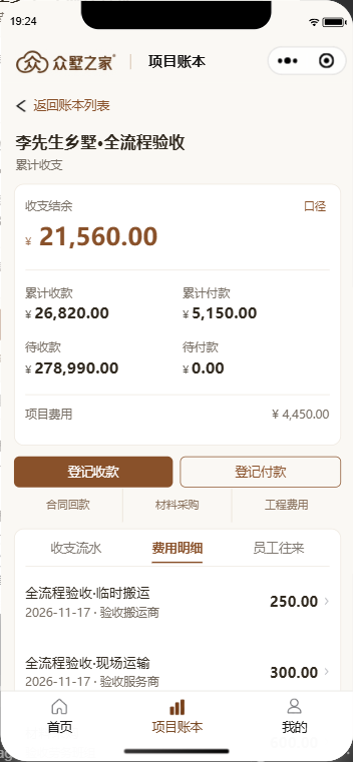 19:24
众墅之家
项目账本
返回账本列表
李先生乡墅•全流程验收
累计收支
收支结余 口径
¥ 21,560.00
累计收款 累计付款
¥ 26,820.00 ¥ 5,150.00
待收款 待付款
¥ 278,990.00 ¥ 0.00
项目费用 ¥ 4,450.00
登记收款 登记付款
合同回款 材料采购 工程费用
收支流水 费用明细 员工往来
全流程验收·临时搬运
2026-11-17 · 验收搬运商
250.00
全流程验收·现场运输
2026-11-17 · 验收服务商
300.00
首页 项目账本 我的